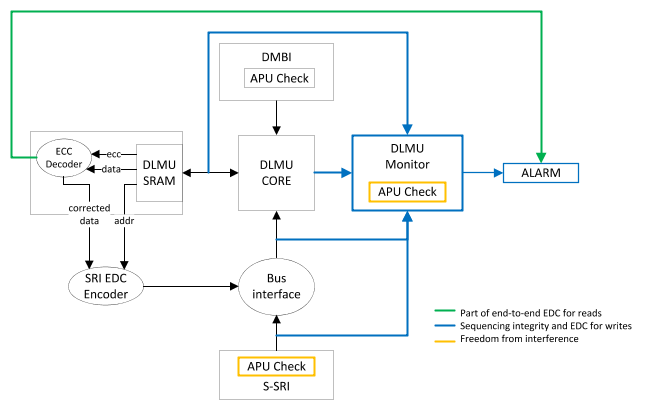 DMBI
APU Check
ECC
Decoder
ecc
data
DLMU
SRAM
DLMU
CORE
DLMU
Monitor
APU Check
ALARM
corrected
data
addr
SRI EDC
Encoder
Bus
interface
Part of end-to-end EDC for reads
Sequencing integrity and EDC for writes
Freedom from interference
APU Check
S-SRI